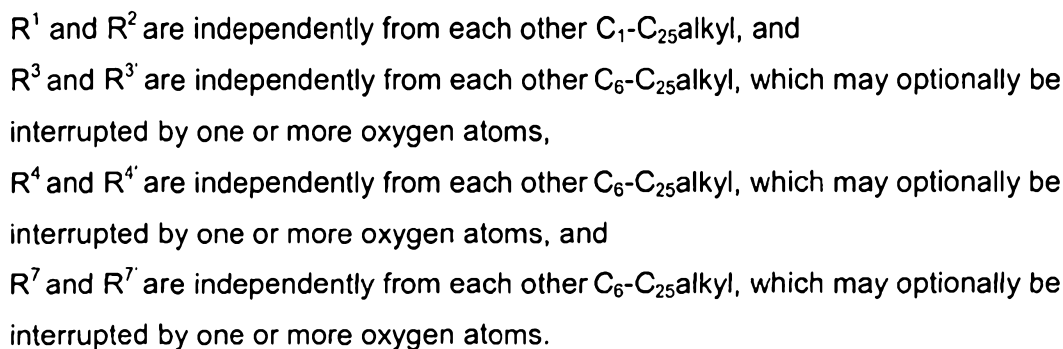 R¹ and R² are independently from each other C₁-C₂₅alkyl, and
R³ and R³' are independently from each other C₆-C₂₅alkyl, which may optionally be
interrupted by one or more oxygen atoms,
R⁴ and R⁴' are independently from each other C₆-C₂₅alkyl, which may optionally be
interrupted by one or more oxygen atoms, and
R⁷ and R⁷' are independently from each other C₆-C₂₅alkyl, which may optionally be
interrupted by one or more oxygen atoms.